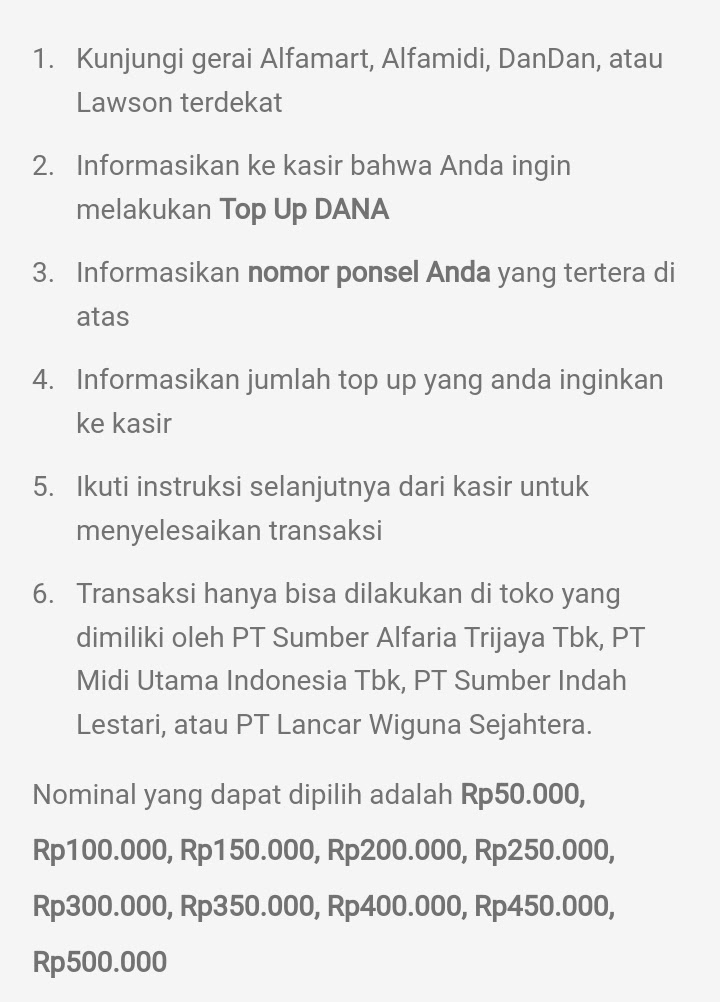 1. Kunjungi gerai Alfamart, Alfamidi, DanDan, atau
Lawson terdekat
2. Informasikan ke kasir bahwa Anda ingin
melakukan Top Up DANA
3. Informasikan nomor ponsel Anda yang tertera di
atas
4. Informasikan jumlah top up yang anda inginkan
ke kasir
5. Ikuti instruksi selanjutnya dari kasir untuk
menyelesaikan transaksi
6. Transaksi hanya bisa dilakukan di toko yang
dimiliki oleh PT Sumber Alfaria Trijaya Tbk, PT
Midi Utama Indonesia Tbk, PT Sumber Indah
Lestari, atau PT Lancar Wiguna Sejahtera.
Nominal yang dapat dipilih adalah Rp50.000,
Rp100.000, Rp150.000, Rp200.000, Rp250.000,
Rp300.000, Rp350.000, Rp400.000, Rp450.000,
Rp500.000